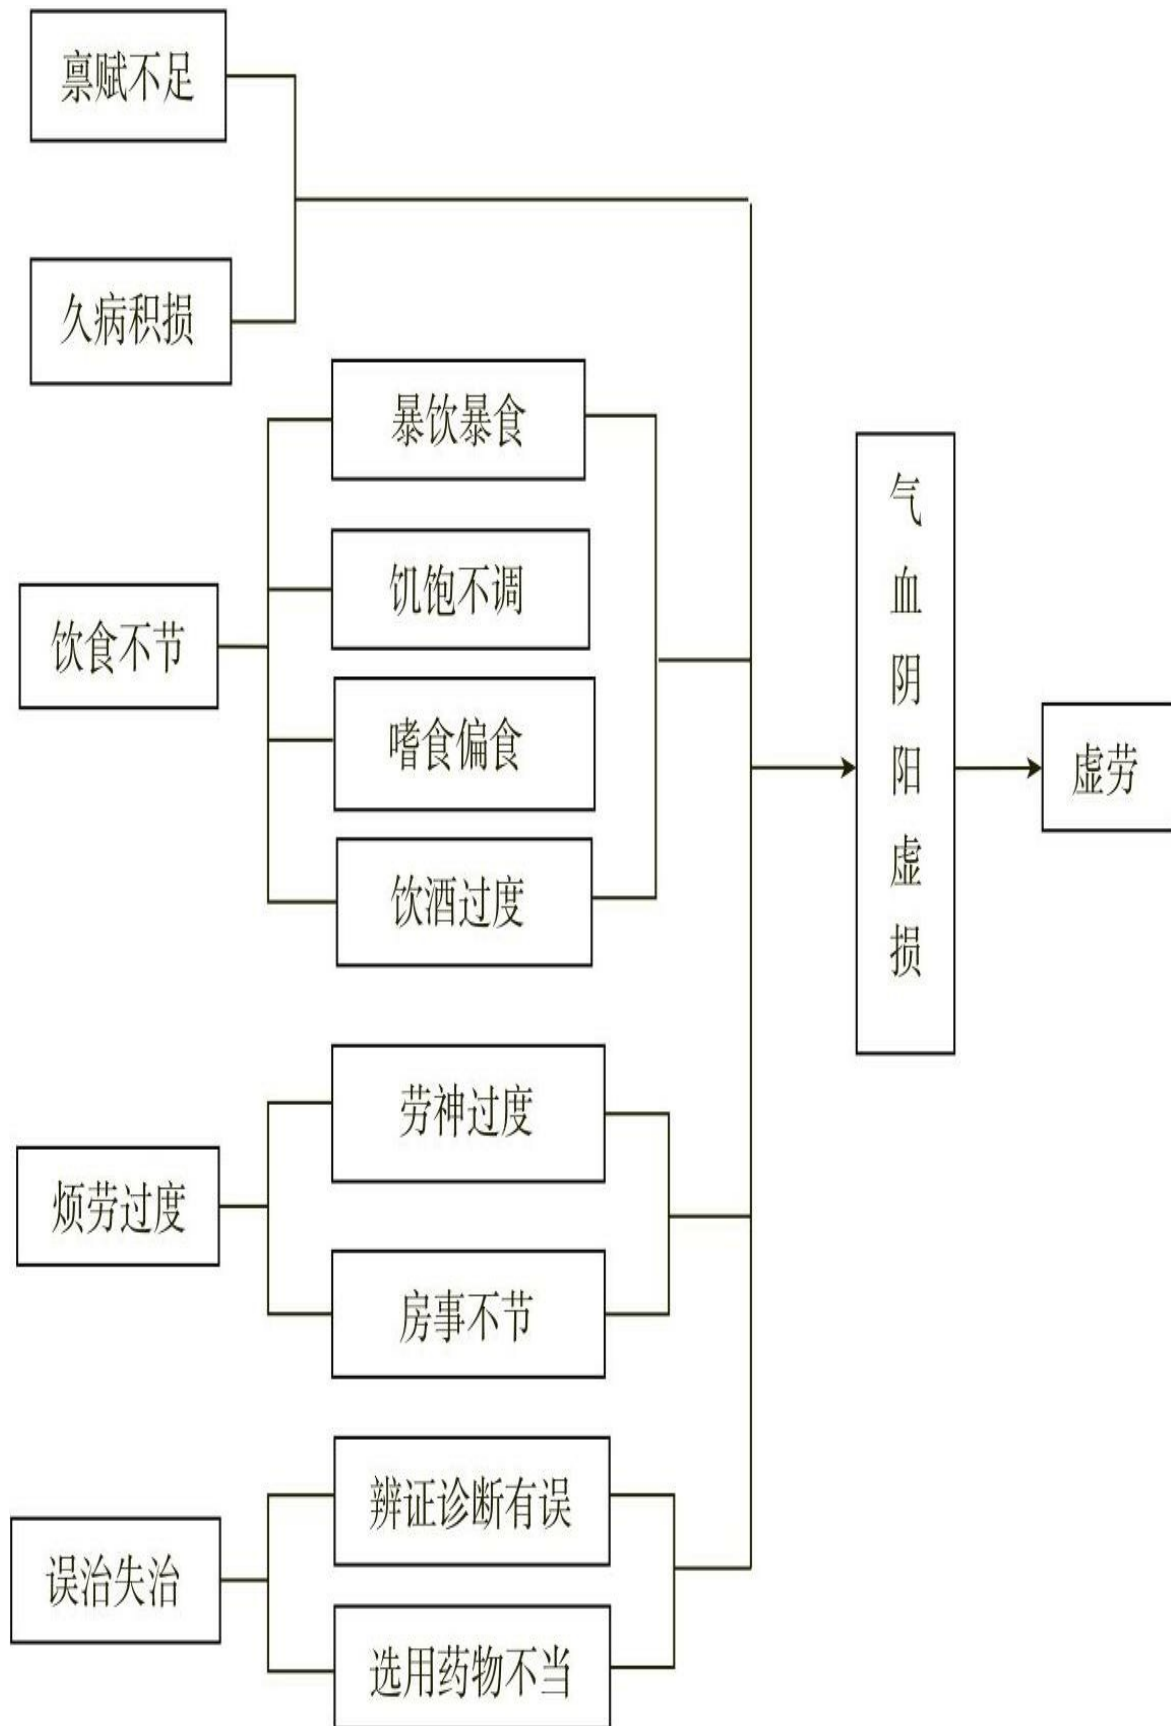 禀赋不足
久病积损
饮食不节
暴饮暴食
饥饱不调
嗜食偏食
饮酒过度
烦劳过度
劳神过度
房事不节
误治失治
辨证诊断有误
选用药物不当
气血阴阳虚损
虚劳